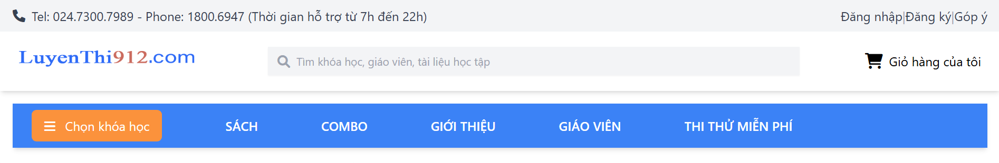 Tel: 024.7300.7989 - Phone: 1800.6947 (Thời gian hỗ trợ từ 7h đến 22h) Đăng nhập|Đăng ký|Góp ý
LuyenThi912.com Tìm khóa học, giáo viên, tài liệu học tập Giỏ hàng của tôi
Chọn khóa học SÁCH COMBO GIỚI THIỆU GIÁO VIÊN THI THỬ MIỄN PHÍ